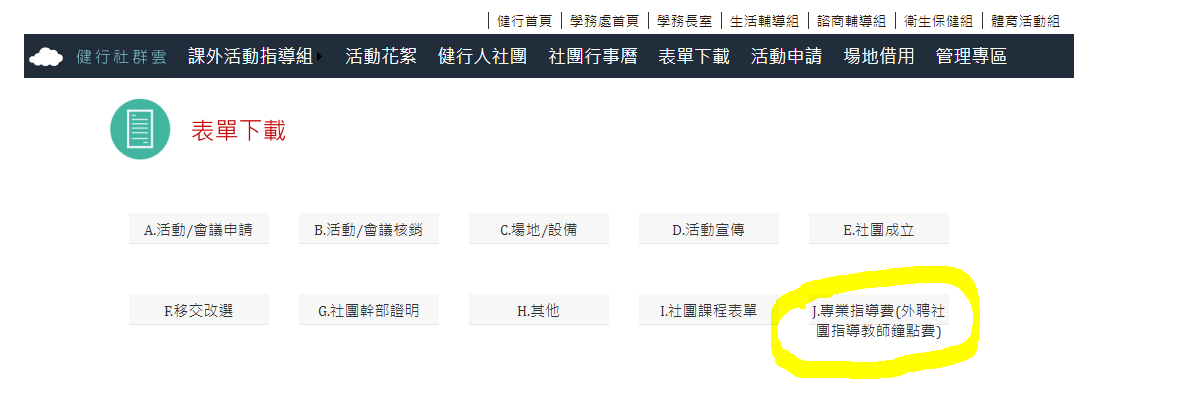 健行首頁 | 學務處首頁 | 學務長室 | 生活輔導組 | 諮商輔導組 | 衛生保健組 | 體育活動組
健行社群雲 課外活動指導組 活動花絮 健行人社團 社團行事曆 表單下載 活動申請 場地借用 管理專區
表單下載
A.活動/會議申請 B.活動/會議核銷 C.場地/設備 D.活動宣傳 E.社團成立
F.移交改選 G.社團幹部證明 H.其他 I.社團課程表單 J.專業指導費(外聘社
團指導教師鐘點費)